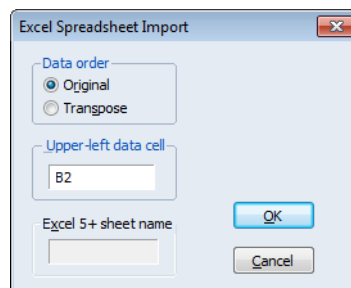 Excel Spreadsheet Import
Data order
Original
Transpose
Upper-left data cell
B2
Excel 5+ sheet name
OK
Cancel